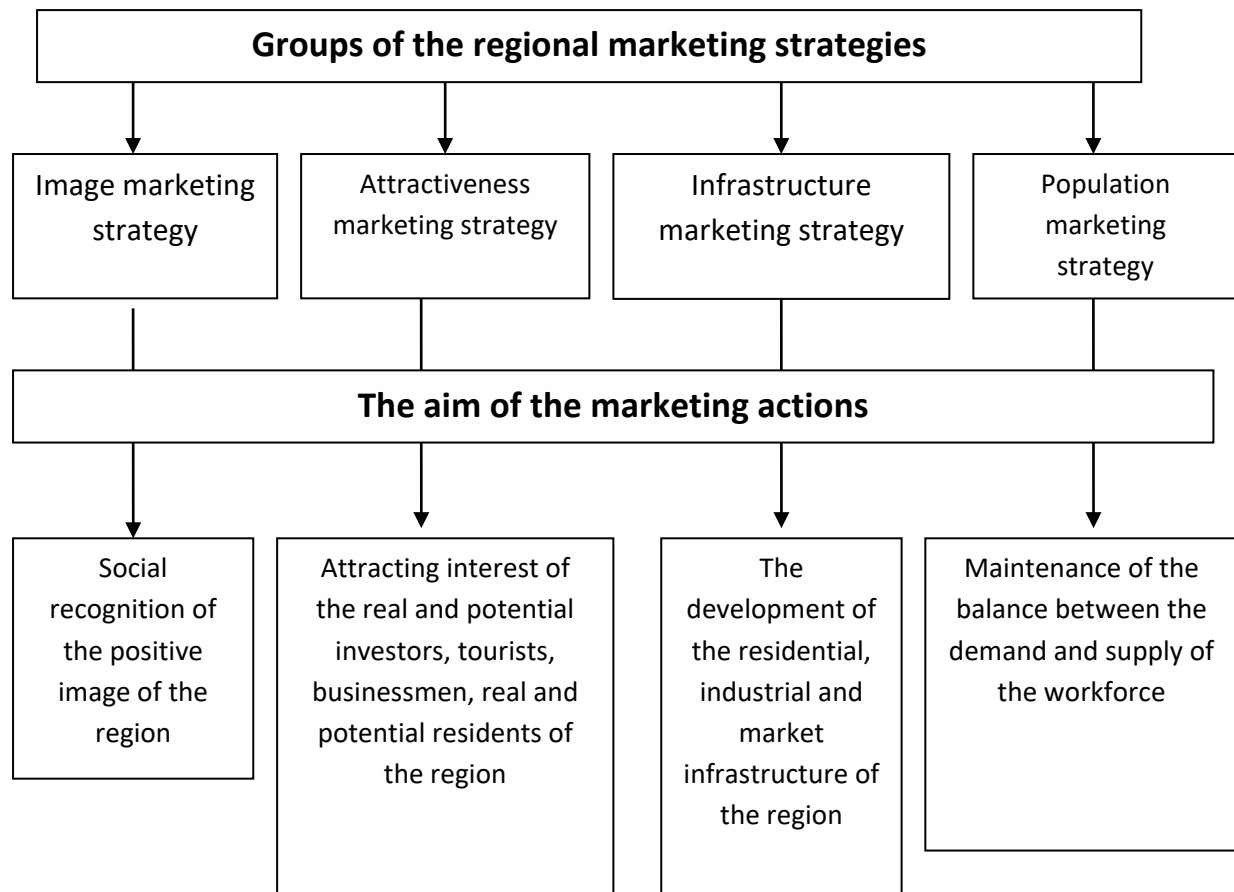 Groups of the regional marketing strategies
Image marketing
strategy
Attractiveness
marketing strategy
Infrastructure
marketing strategy
Population
marketing
strategy
The aim of the marketing actions
Social
recognition of
the positive
image of the
region
Attracting interest of
the real and potential
investors, tourists,
businessmen, real and
potential residents of
the region
The
development of
the residential,
industrial and
market
infrastructure of
the region
Maintenance of the
balance between the
demand and supply of
the workforce